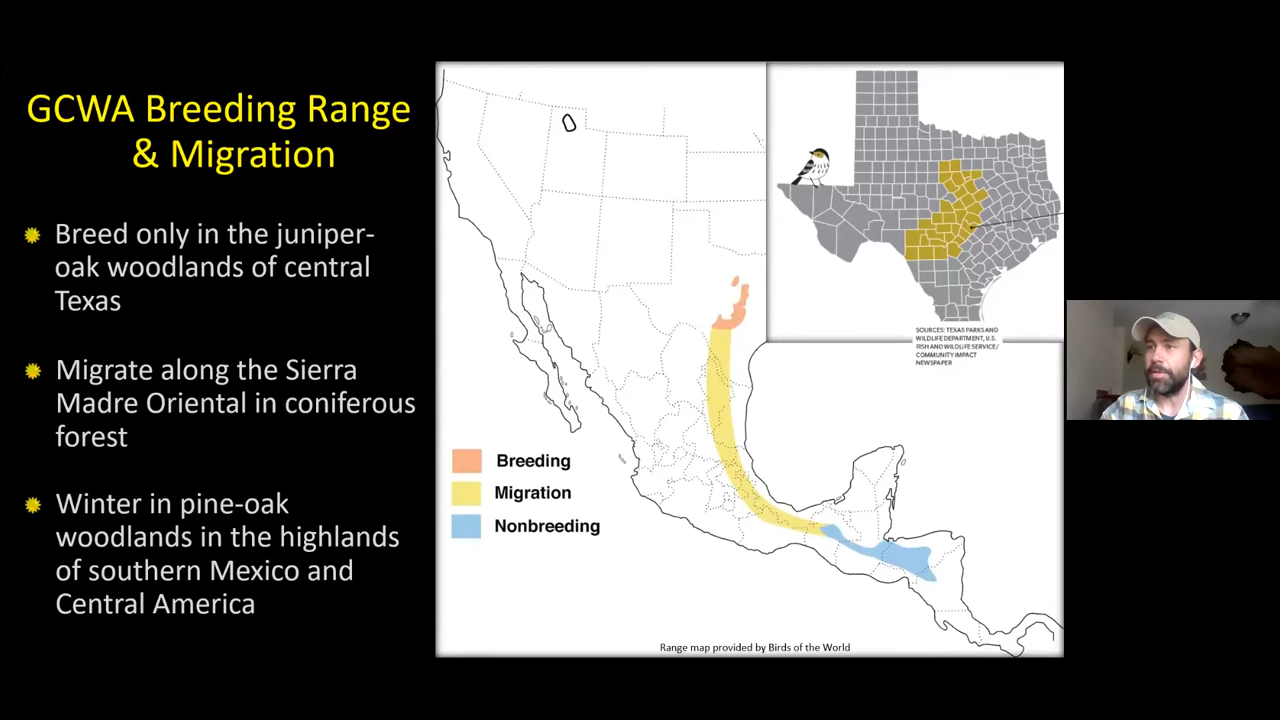 GCWA Breeding Range
& Migration
Breed only in the juniper-
oak woodlands of central
Texas
Migrate along the Sierra
Madre Oriental in coniferous
forest
Winter in pine-oak
woodlands in the highlands
of southern Mexico and
Central America
Breeding
Migration
Nonbreeding
SOURCES: TEXAS PARKS AND
WILDLIFE DEPARTMENT, U.S.
FISH AND WILDLIFE SERVICE/
COMMUNITY IMPACT
NEWSPAPER
Range map provided by Birds of the World